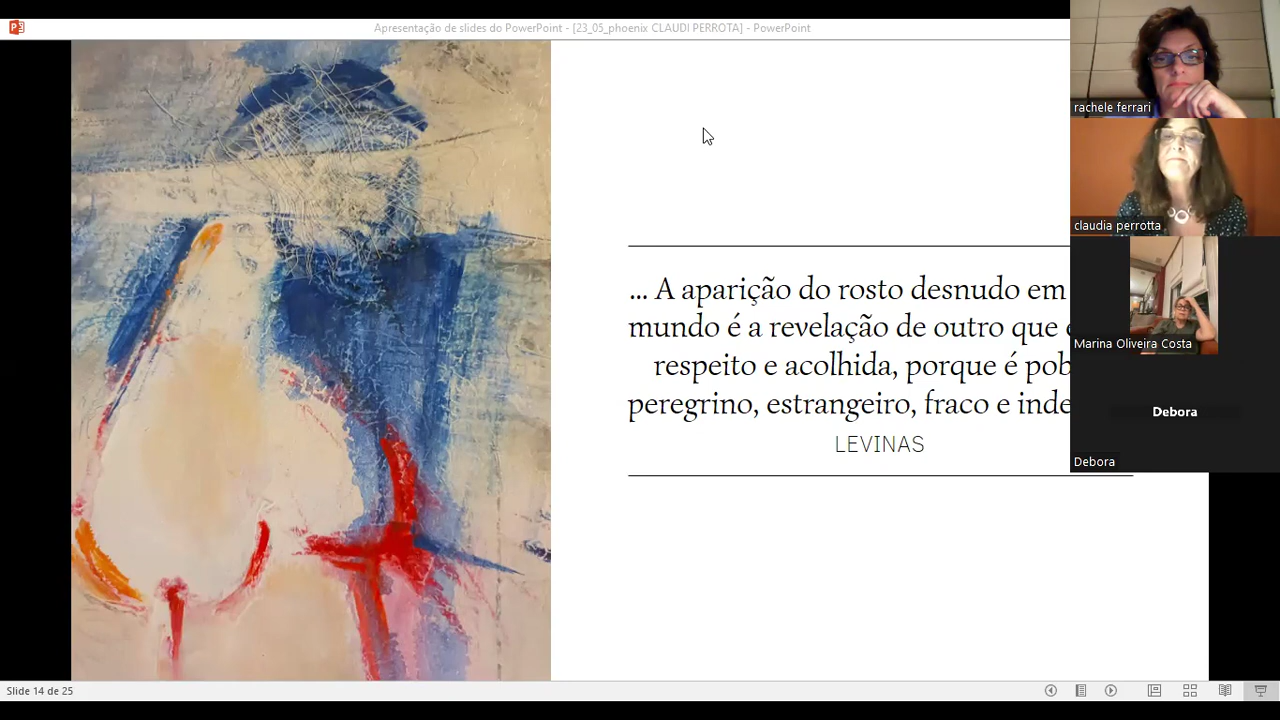 Apresentação de slides do PowerPoint - [23_05_phoenix CLAUDI PERROTA] - PowerPoint
rachele ferrari
claudia perrotta
Marina Oliveira Costa
Debora
Debora
... A aparição do rosto desnudo em
mundo é a revelação de outro que
respeito e acolhida, porque é
peregrino, estrangeiro, fraco e
LEVINAS
Slide 14 de 25